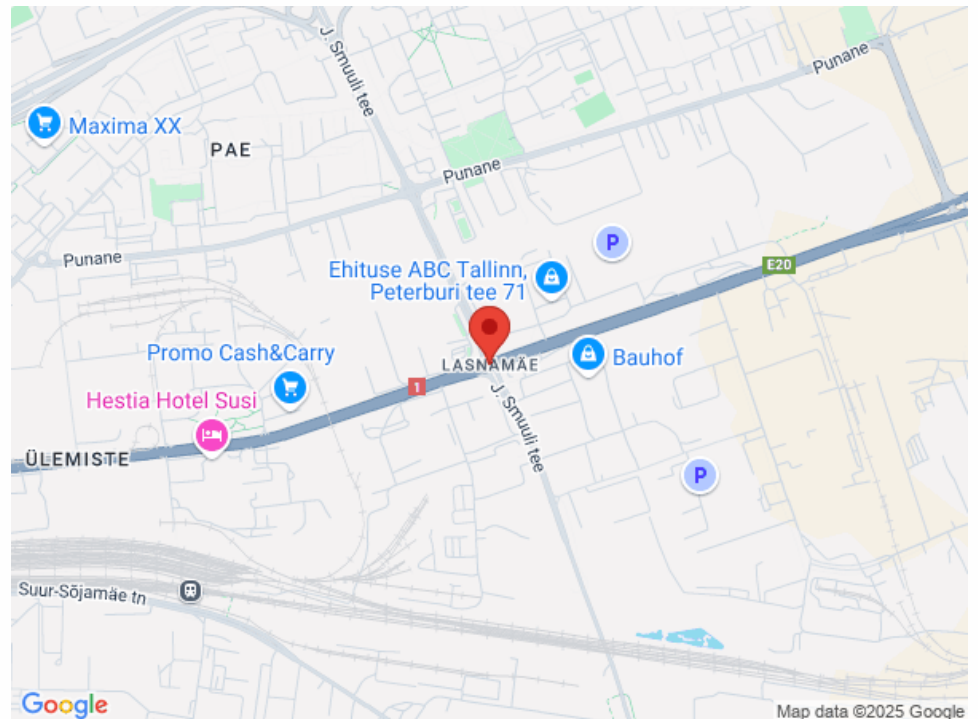 J. Smuuli tee
Punane
Maxima XX
PAE
Punane
P
Punane
Ehituse ABC Tallinn,
Peterburi tee 71
E20
Promo Cash&Carry
LASNAMÄE
Bauhof
1
Hestia Hotel Susi
J. Smuuli tee
ÜLEMISTE
P
Suur-Sõjamäe tn
Google
Map data ©2025 Google